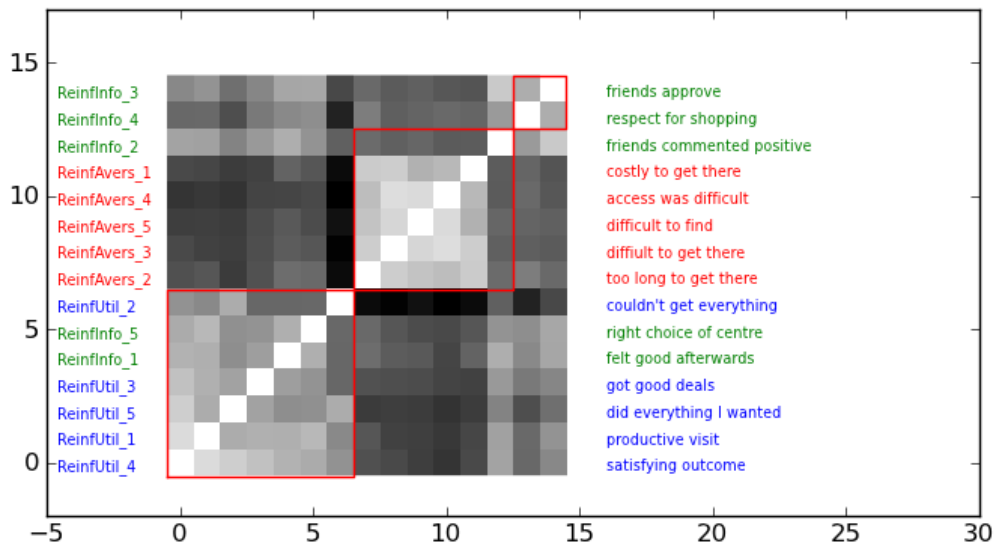 15
ReinfInfo_3 friends approve
ReinfInfo_4 respect for shopping
ReinfInfo_2 friends commented positive
ReinfAvers_1 costly to get there
10
ReinfAvers_4 access was difficult
ReinfAvers_5 difficult to find
ReinfAvers_3 diffiult to get there
ReinfAvers_2 too long to get there
ReinfUtil_2 couldn't get everything
5
ReinfInfo_5 right choice of centre
ReinfInfo_1 felt good afterwards
ReinfUtil_3 got good deals
ReinfUtil_5 did everything I wanted
ReinfUtil_1 productive visit
0
ReinfUtil_4 satisfying outcome
−5 0 5 10 15 20 25 30